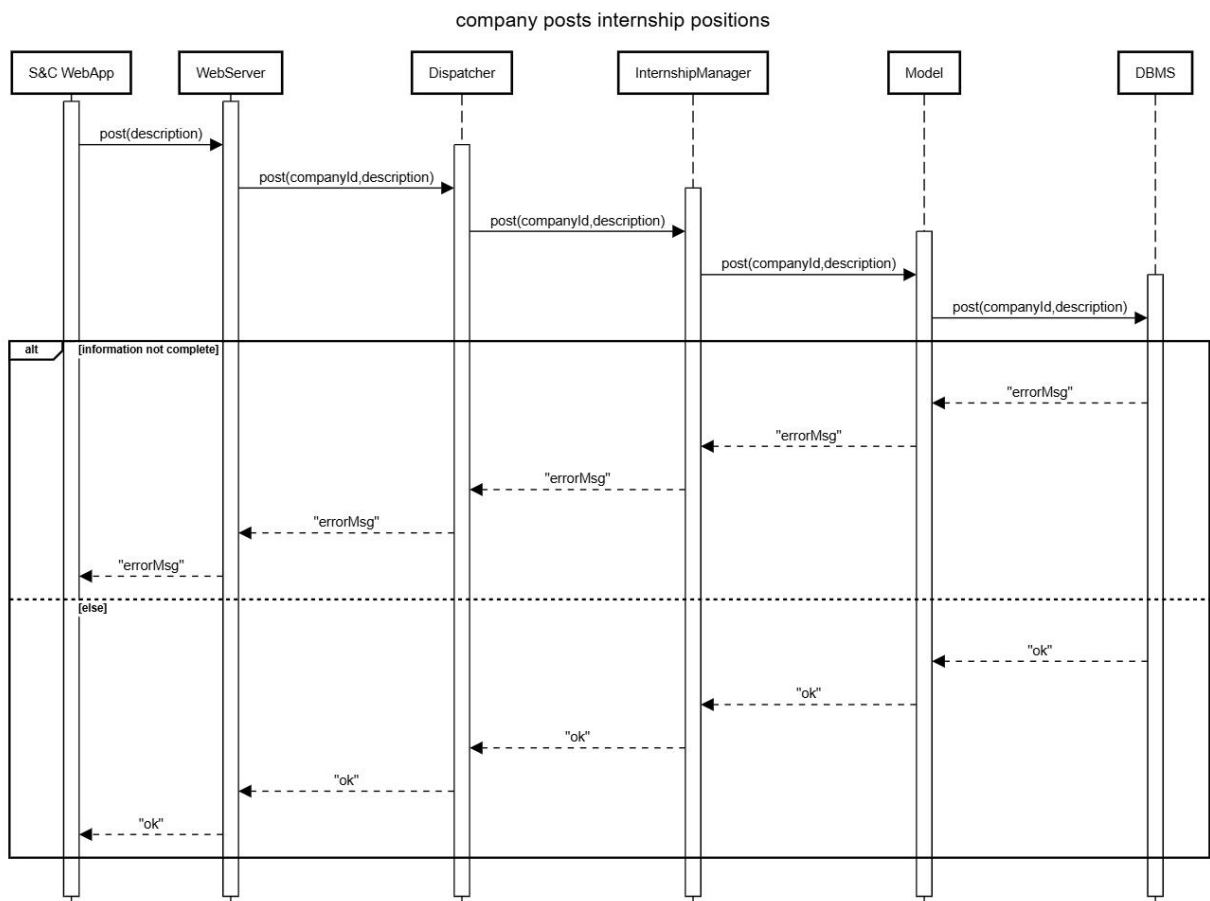 company posts internship positions
S&C WebApp
WebServer
Dispatcher
InternshipManager
Model
DBMS
post(description)
post(companyId,description)
post(companyId,description)
post(companyId,description)
post(companyId,description)
alt
[information not complete]
"errorMsg"
"errorMsg"
"errorMsg"
"errorMsg"
"errorMsg"
[else]
"ok"
"ok"
"ok"
"ok"
"ok"